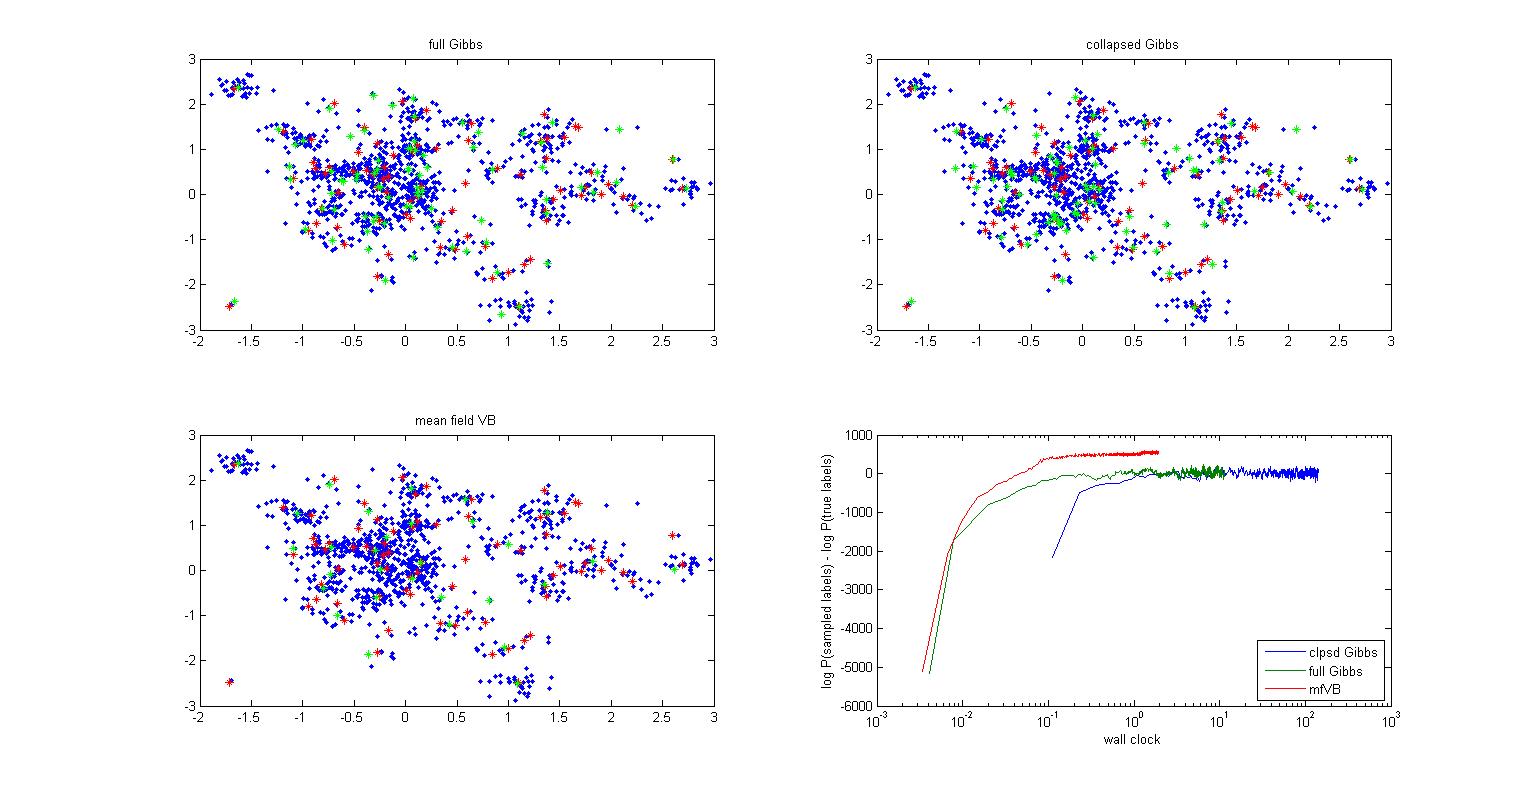 full Gibbs
3
2
1
0
-1
-2
-3
-2 -1.5 -1 -0.5 0 0.5 1 1.5 2 2.5 3
collapsed Gibbs
3
2
1
0
-1
-2
-3
-2 -1.5 -1 -0.5 0 0.5 1 1.5 2 2.5 3
mean field VB
3
2
1
0
-1
-2
-3
-2 -1.5 -1 -0.5 0 0.5 1 1.5 2 2.5 3
log P(sampled labels) - log P(true labels)
1000
0
-1000
-2000
-3000
-4000
-5000
-6000
clpsd Gibbs
full Gibbs
mfVB
10^-3 10^-2 10^-1 10^0 10^1 10^2 10^3
wall clock